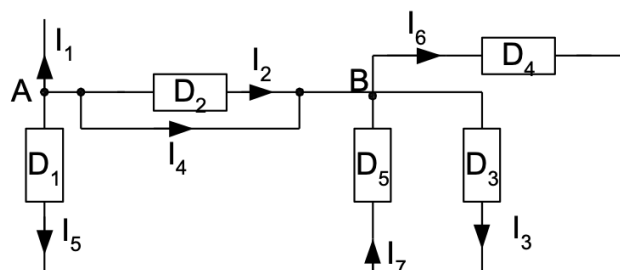 I₁
I₆
D₄
A
D₂
I₂
B
I₄
D₁
D₅
D₃
I₅
I₇
I₃